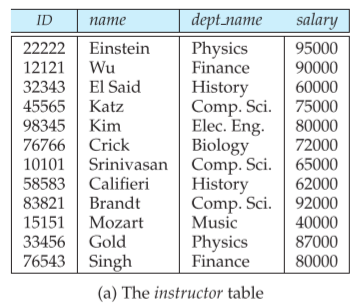 ID name dept_name salary
22222 Einstein Physics 95000
12121 Wu Finance 90000
32343 El Said History 60000
45565 Katz Comp. Sci. 75000
98345 Kim Elec. Eng. 80000
76766 Crick Biology 72000
10101 Srinivasan Comp. Sci. 65000
58583 Califieri History 62000
83821 Brandt Comp. Sci. 92000
15151 Mozart Music 40000
33456 Gold Physics 87000
76543 Singh Finance 80000
(a) The instructor table